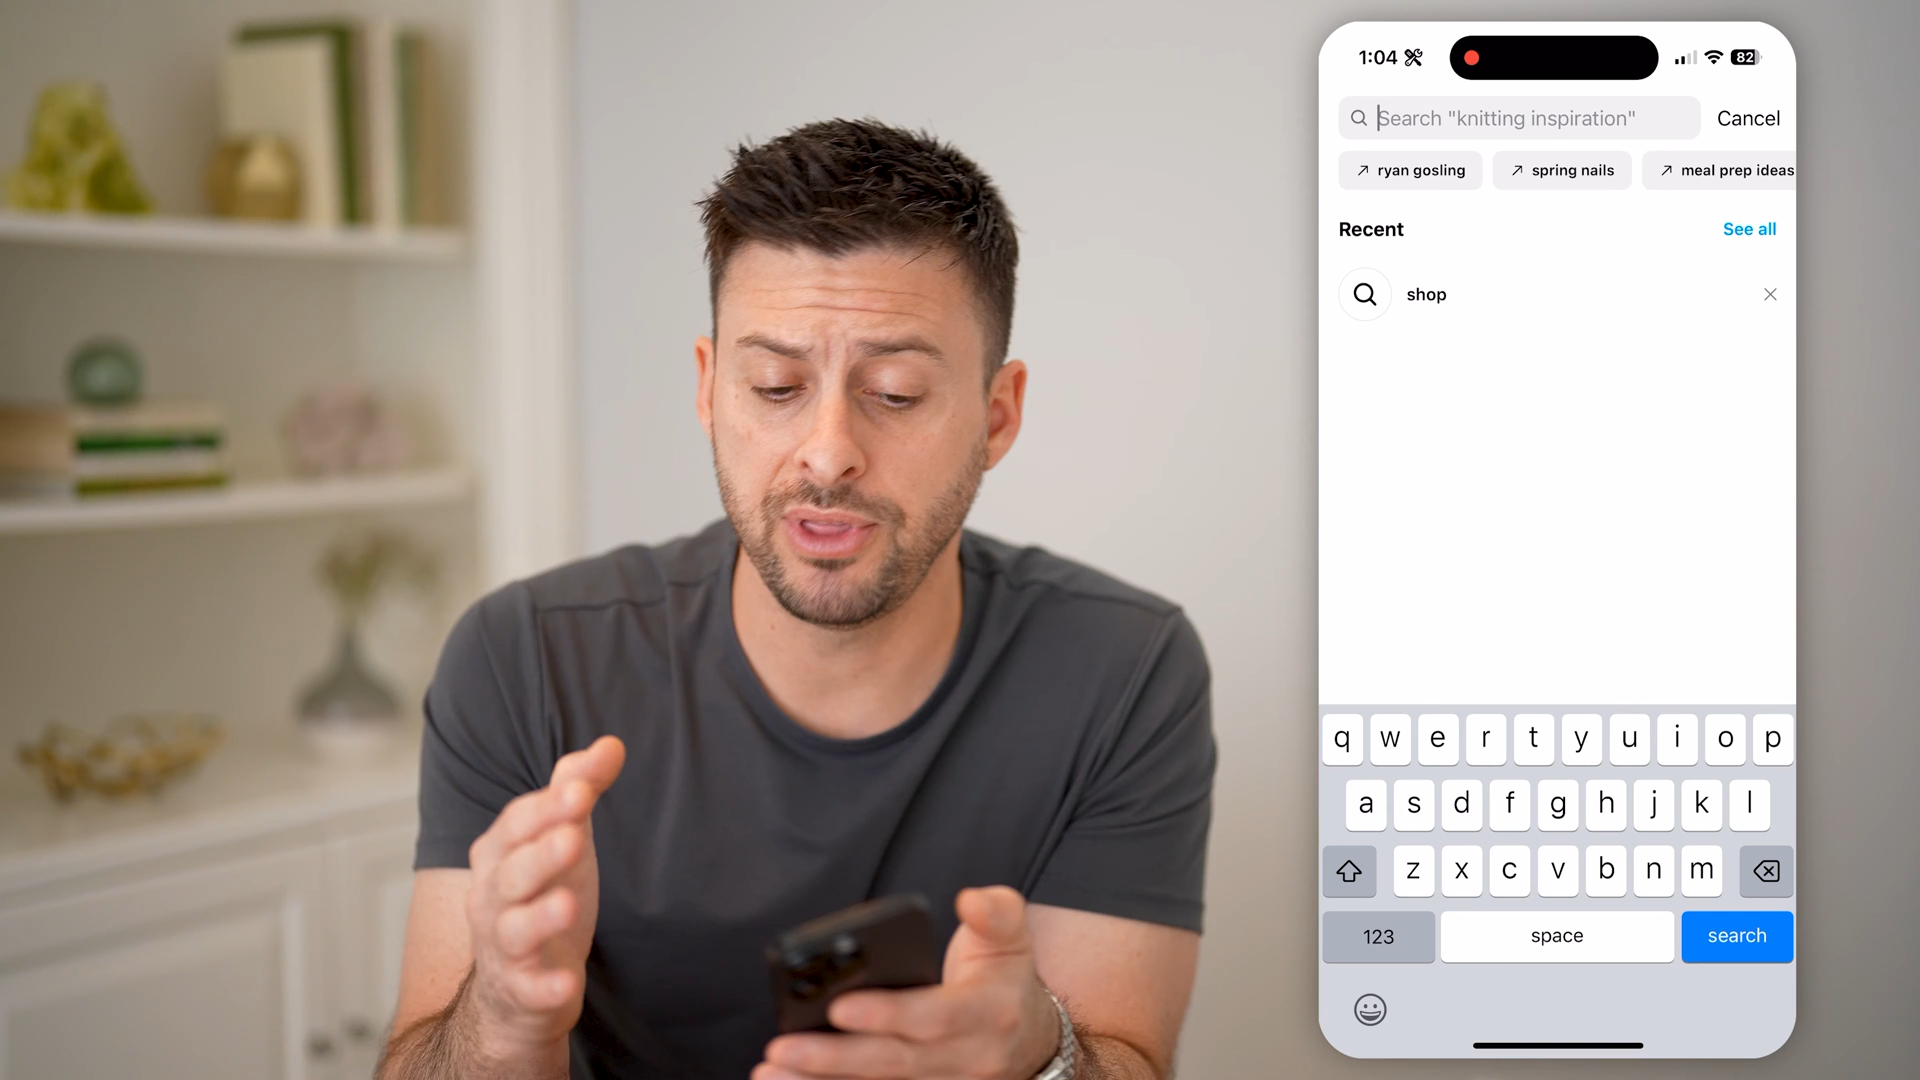 1:04 82
Search "knitting inspiration" Cancel
ryan gosling spring nails meal prep ideas
Recent See all
shop
q w e r t y u i o p
a s d f g h j k l
z x c v b n m
123 space search